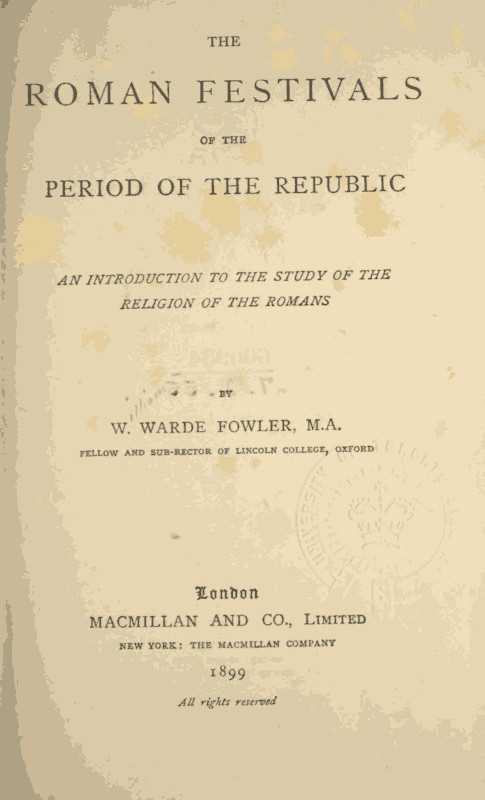 THE
ROMAN FESTIVALS
OF THE
PERIOD OF THE REPUBLIC
AN INTRODUCTION TO THE STUDY OF THE
RELIGION OF THE ROMANS
BY
W. WARDE FOWLER, M.A.
FELLOW AND SUB-RECTOR OF LINCOLN COLLEGE, OXFORD
UNIVERSITY OF
London
MACMILLAN AND CO., LIMITED
NEW YORK: THE MACMILLAN COMPANY
1899
All rights reserved